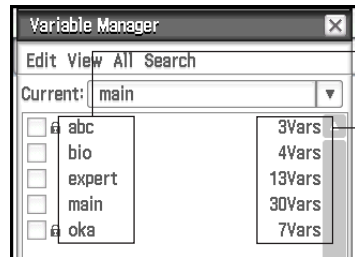 Variable Manager
Edit View All Search
Current: main
abc 3Vars
bio 4Vars
expert 13Vars
main 30Vars
oka 7Vars